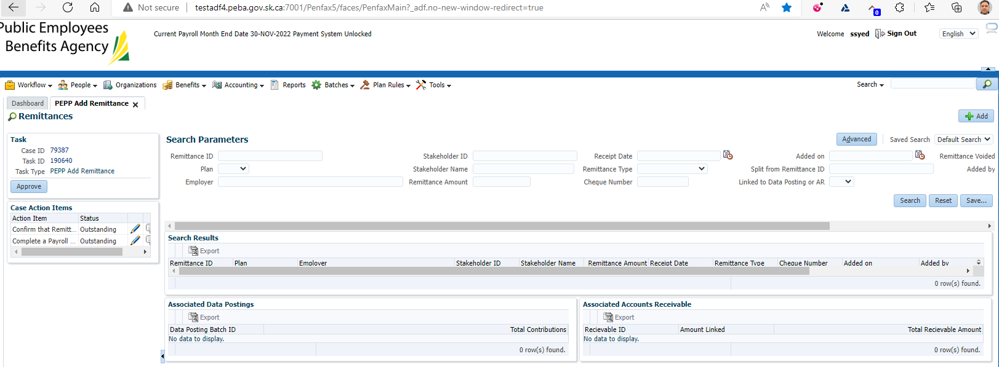 Not secure testadf4.peba.gov.sk.ca:7001/Penfax5/faces/PenfaxMain?_adf.no-new-window-redirect=true
0
Public Employees
Benefits Agency
Current Payroll Month End Date 30-NOV-2022 Payment System Unlocked
Welcome ssyed Sign Out English
Workflow People Organizations Benefits Accounting Reports Batches Plan Rules Tools Search
Dashboard PEPP Add Remittance
Remittances
Add
Task
Case ID 79387
Task ID 190640
Task Type PEPP Add Remittance
Approve
Case Action Items
Action Item Status
Confirm that Remitt... Outstanding
Complete a Payroll ... Outstanding
Search Parameters
Advanced Saved Search Default Search
Remittance ID Stakeholder ID Receipt Date Added on Remittance Voided
Plan Stakeholder Name Remittance Type Split from Remittance ID Added by
Employer Remittance Amount Cheque Number Linked to Data Posting or AR
Search Reset Save...
Search Results
Export
Remittance ID Plan Employer Stakeholder ID Stakeholder Name Remittance Amount Receipt Date Remittance Type Cheque Number Added on Added by
0 row(s) found.
Associated Data Postings
Export
Data Posting Batch ID Total Contributions
No data to display.
0 row(s) found.
Associated Accounts Receivable
Export
Recievable ID Amount Linked Total Recievable Amount
No data to display.
0 row(s) found.